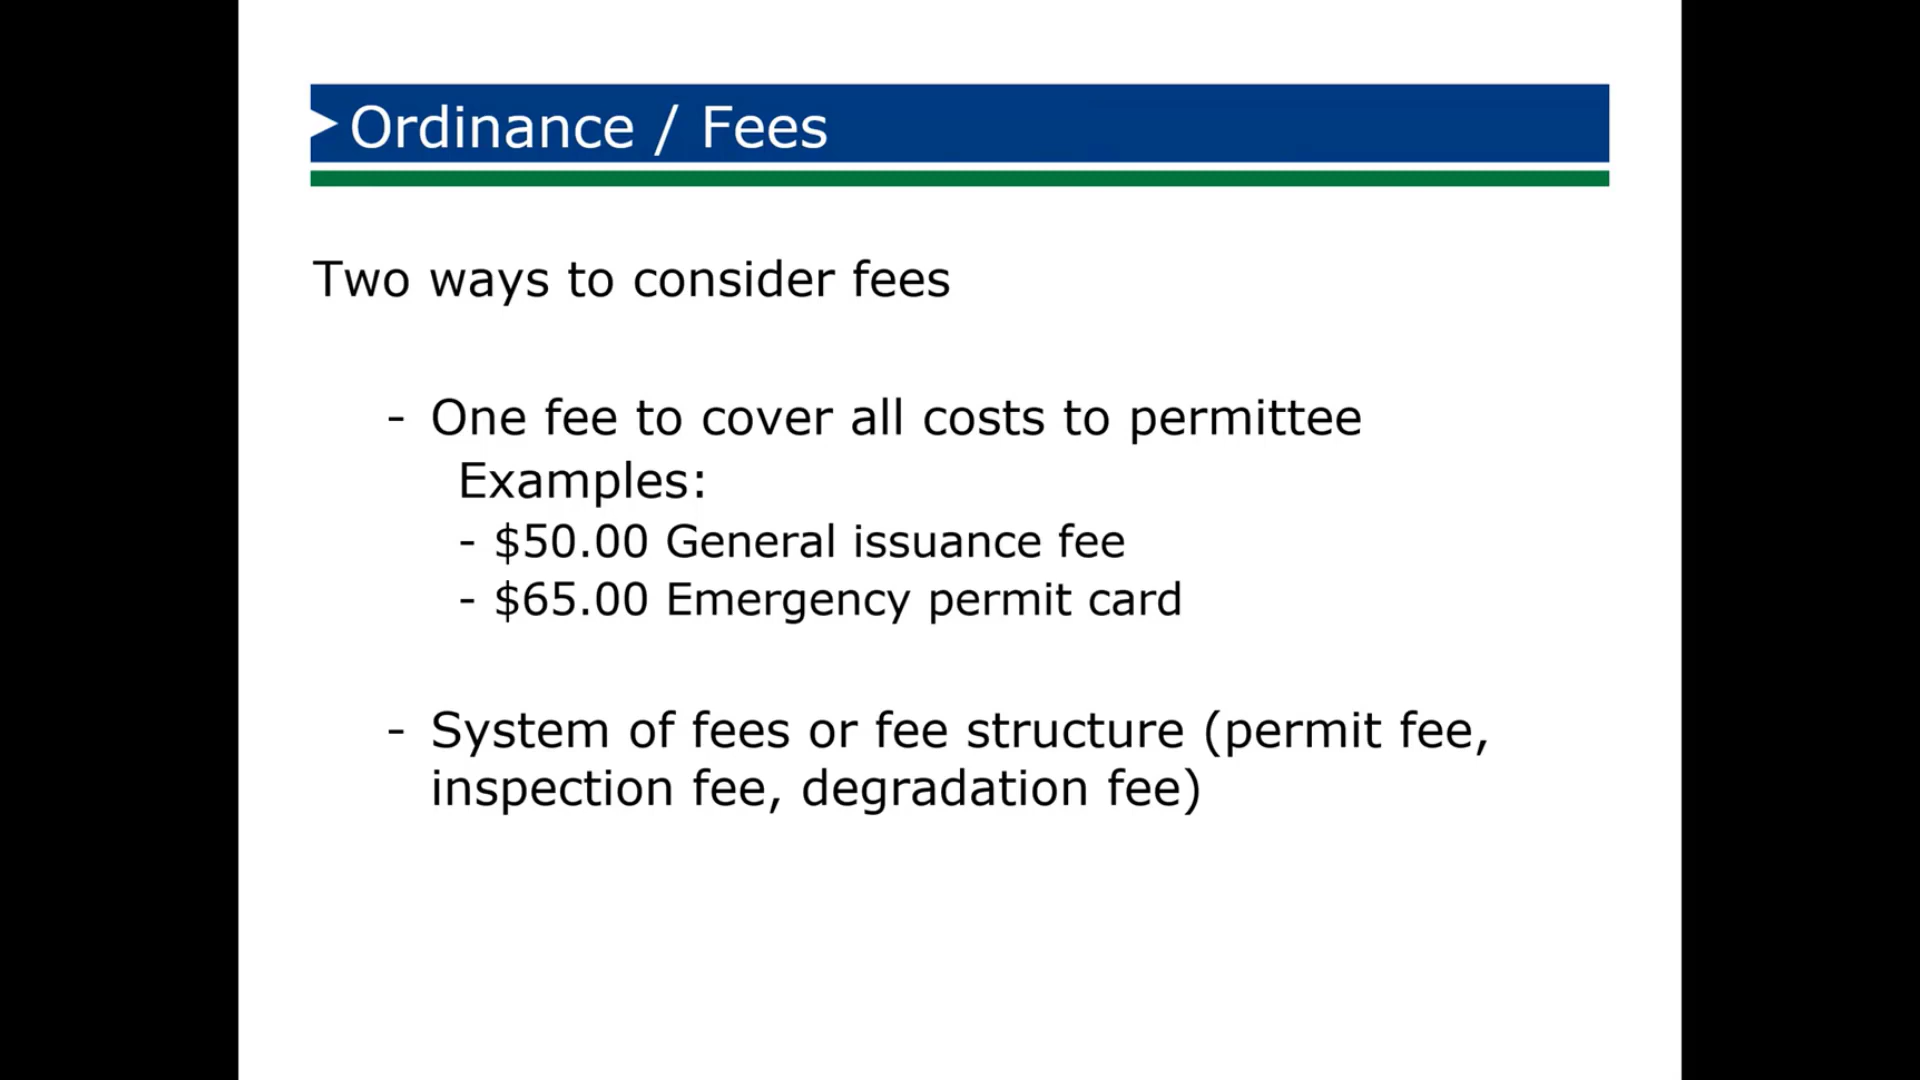 Ordinance / Fees
Two ways to consider fees
- One fee to cover all costs to permittee
Examples:
- $50.00 General issuance fee
- $65.00 Emergency permit card
- System of fees or fee structure (permit fee,
inspection fee, degradation fee)